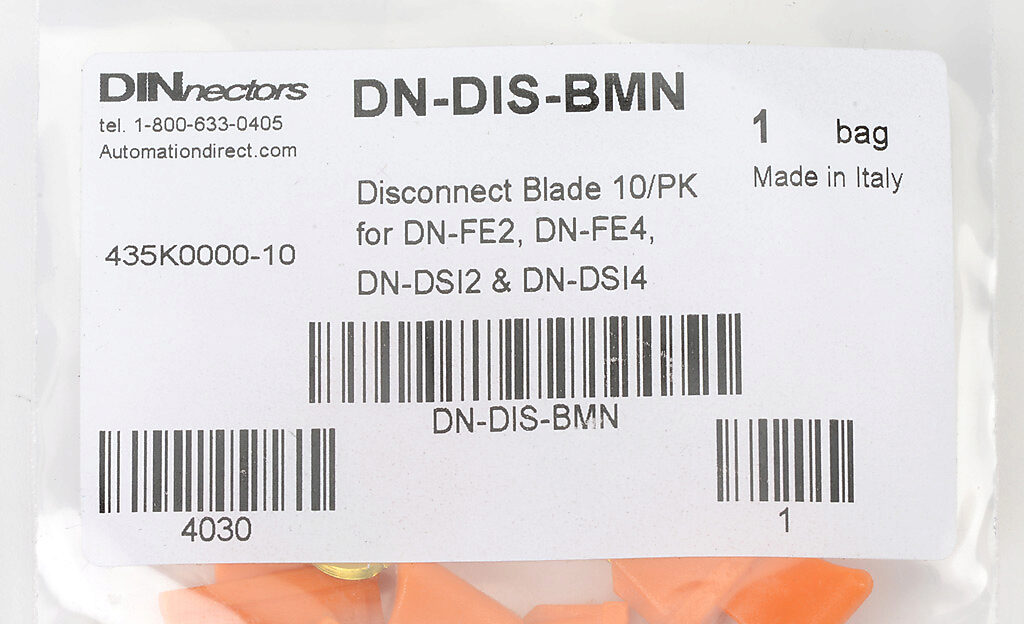 DINnectors
tel. 1-800-633-0405
Automationdirect.com
DN-DIS-BMN
1 bag
Made in Italy
Disconnect Blade 10/PK
for DN-FE2, DN-FE4,
DN-DSI2 & DN-DSI4
435K0000-10
DN-DIS-BMN
4030
1